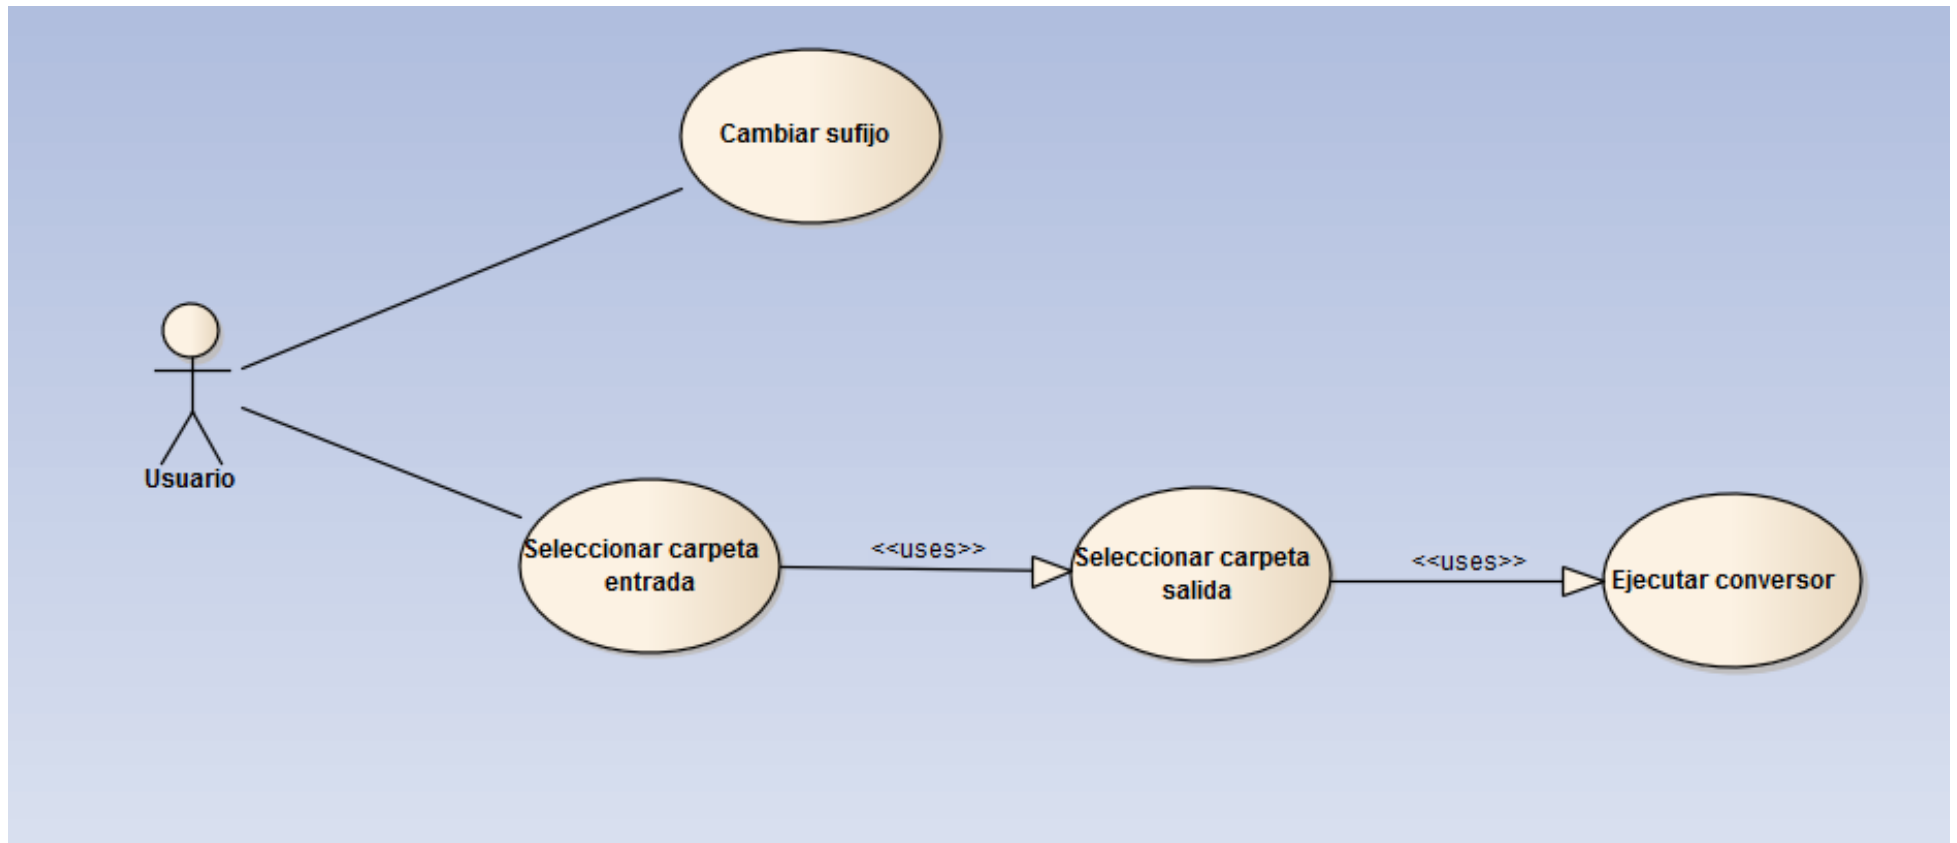 Cambiar sufijo
Usuario
Seleccionar carpeta
entrada
<<uses>>
Seleccionar carpeta
salida
<<uses>>
Ejecutar conversor